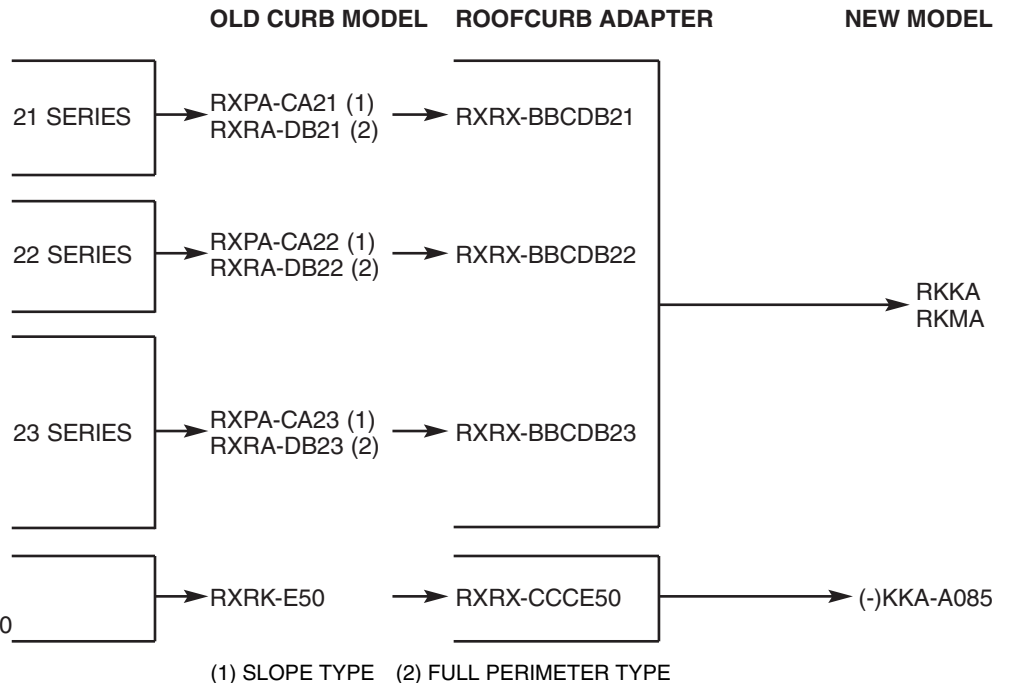 OLD CURB MODEL ROOFCURB ADAPTER NEW MODEL
21 SERIES
RXPA-CA21 (1)
RXRA-DB21 (2)
RXRX-BBCDB21
22 SERIES
RXPA-CA22 (1)
RXRA-DB22 (2)
RXRX-BBCDB22
RKKA
RKMA
23 SERIES
RXPA-CA23 (1)
RXRA-DB23 (2)
RXRX-BBCDB23
RXRK-E50
RXRX-CCCE50
(-)KKA-A085
0
(1) SLOPE TYPE (2) FULL PERIMETER TYPE